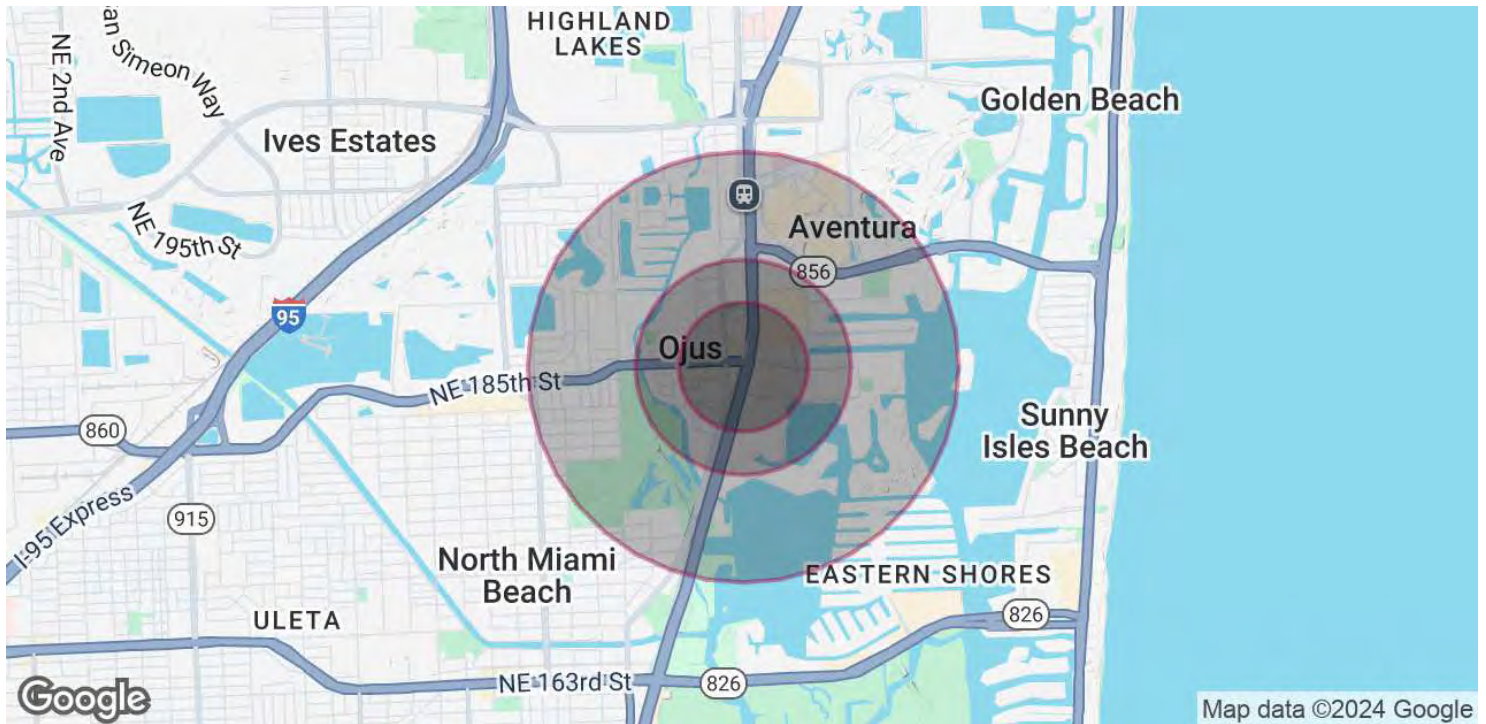 HIGHLAND
LAKES
an Simeon Way
NE 2nd Ave
Golden Beach
Ives Estates
NE 195th St
Aventura
856
95
Ojus
NE 185th St
860
Sunny
Isles Beach
915
I-95 Express
North Miami
Beach
EASTERN SHORES
826
ULETA
NE 163rd St
826
Google
Map data ©2024 Google